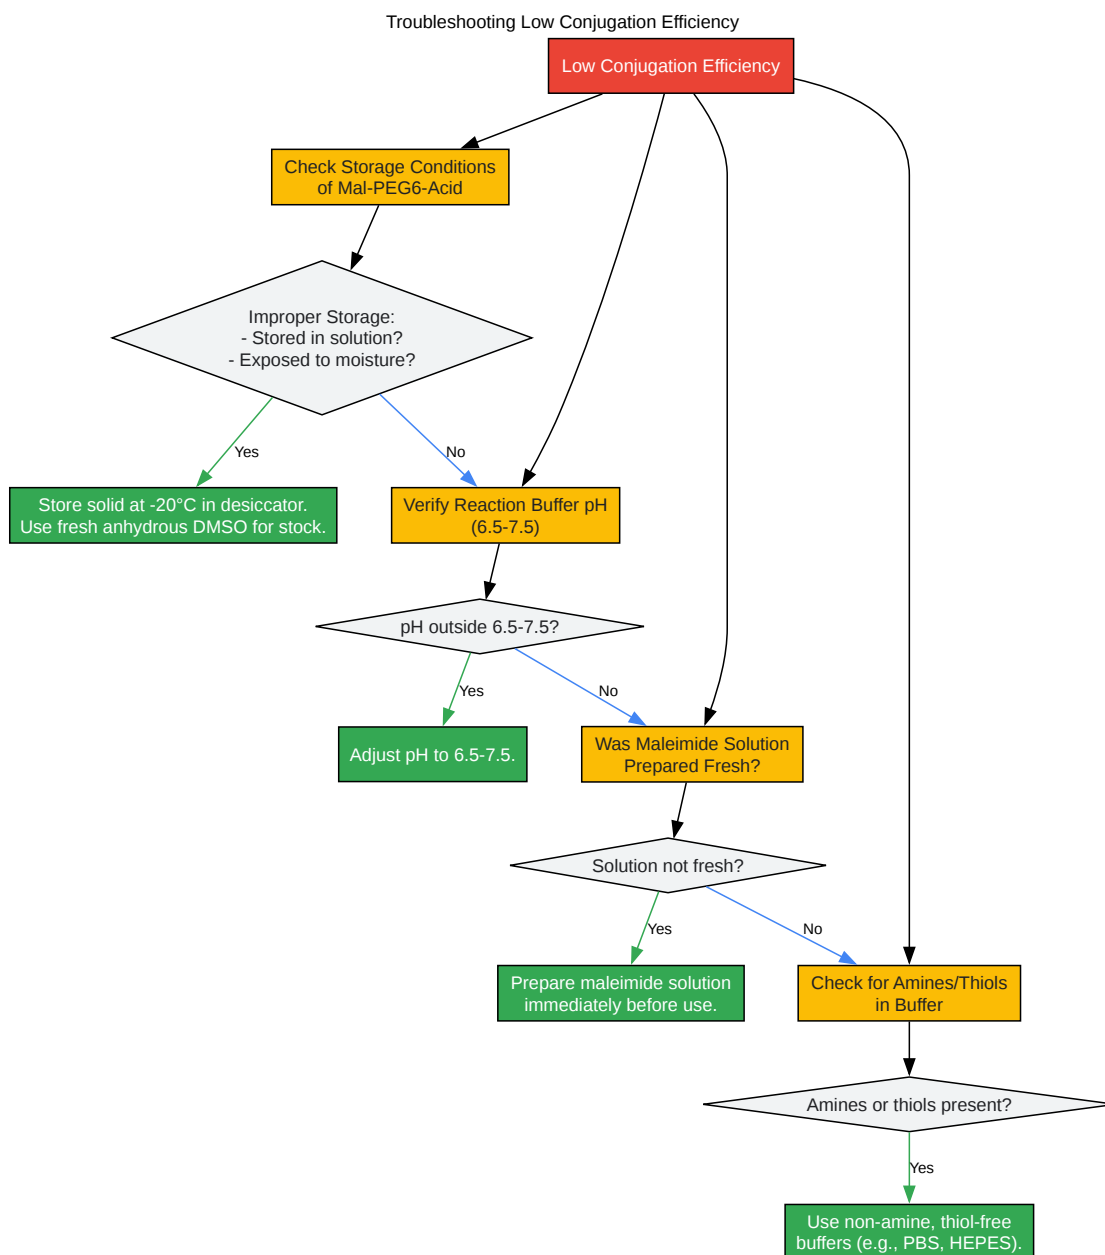 Troubleshooting Low Conjugation Efficiency
Low Conjugation Efficiency
Check Storage Conditions
of Mal-PEG6-Acid
Improper Storage:
- Stored in solution?
- Exposed to moisture?
Yes
No
Store solid at -20°C in desiccator.
Use fresh anhydrous DMSO for stock.
Verify Reaction Buffer pH
(6.5-7.5)
pH outside 6.5-7.5?
Yes
No
Adjust pH to 6.5-7.5.
Was Maleimide Solution
Prepared Fresh?
Solution not fresh?
Yes
No
Prepare maleimide solution
immediately before use.
Check for Amines/Thiols
in Buffer
Amines or thiols present?
Yes
Use non-amine, thiol-free
buffers (e.g., PBS, HEPES).